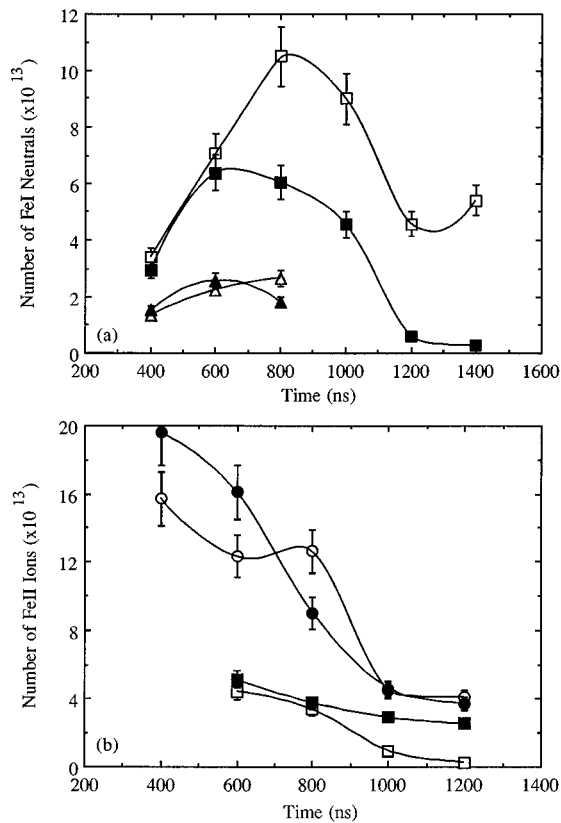 12
10
8
6
4
2
0
Number of FeI Neutrals (x10 13)
(a)
200 400 600 800 1000 1200 1400 1600
Time (ns)
20
16
12
8
4
0
Number of FeII Ions (x10 13)
(b)
200 400 600 800 1000 1200 1400
Time (ns)